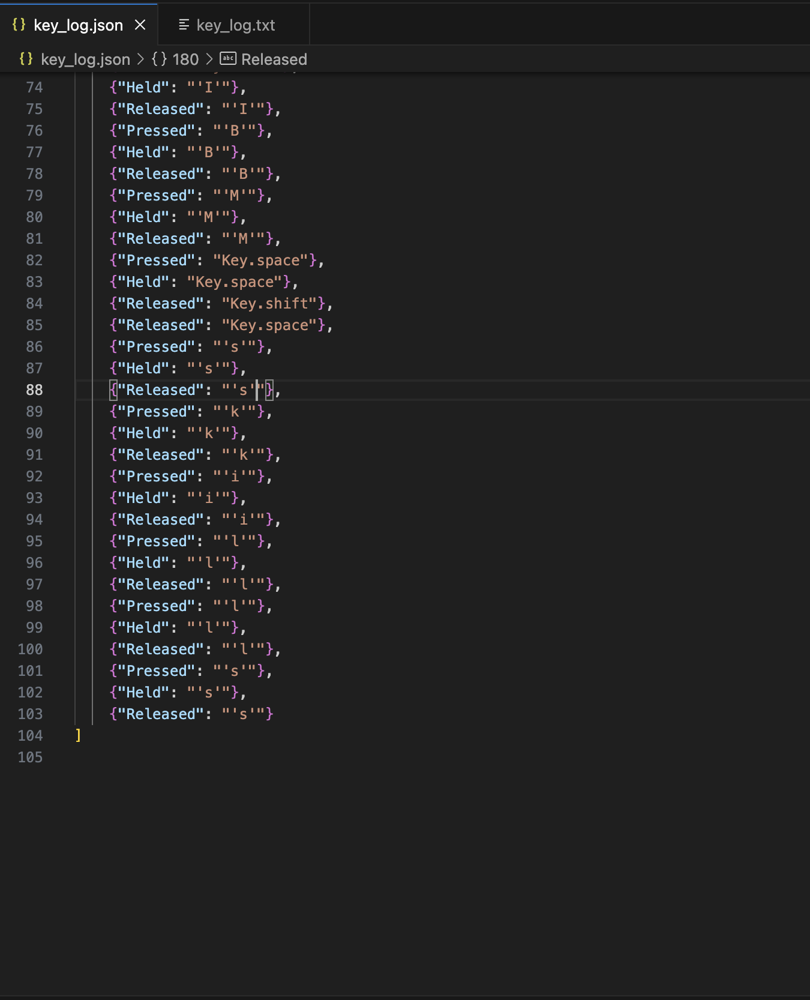 {} key_log.json × key_log.txt
{} key_log.json > {} 180 > abc Released
74 {"Held": "'I'"},
75 {"Released": "'I'"},
76 {"Pressed": "'B'"},
77 {"Held": "'B'"},
78 {"Released": "'B'"},
79 {"Pressed": "'M'"},
80 {"Held": "'M'"},
81 {"Released": "'M'"},
82 {"Pressed": "Key.space"},
83 {"Held": "Key.space"},
84 {"Released": "Key.shift"},
85 {"Released": "Key.space"},
86 {"Pressed": "'s'"},
87 {"Held": "'s'"},
88 {"Released": "'s'"},
89 {"Pressed": "'k'"},
90 {"Held": "'k'"},
91 {"Released": "'k'"},
92 {"Pressed": "'i'"},
93 {"Held": "'i'"},
94 {"Released": "'i'"},
95 {"Pressed": "'l'"},
96 {"Held": "'l'"},
97 {"Released": "'l'"},
98 {"Pressed": "'l'"},
99 {"Held": "'l'"},
100 {"Released": "'l'"},
101 {"Pressed": "'s'"},
102 {"Held": "'s'"},
103 {"Released": "'s'"}
104 ]
105